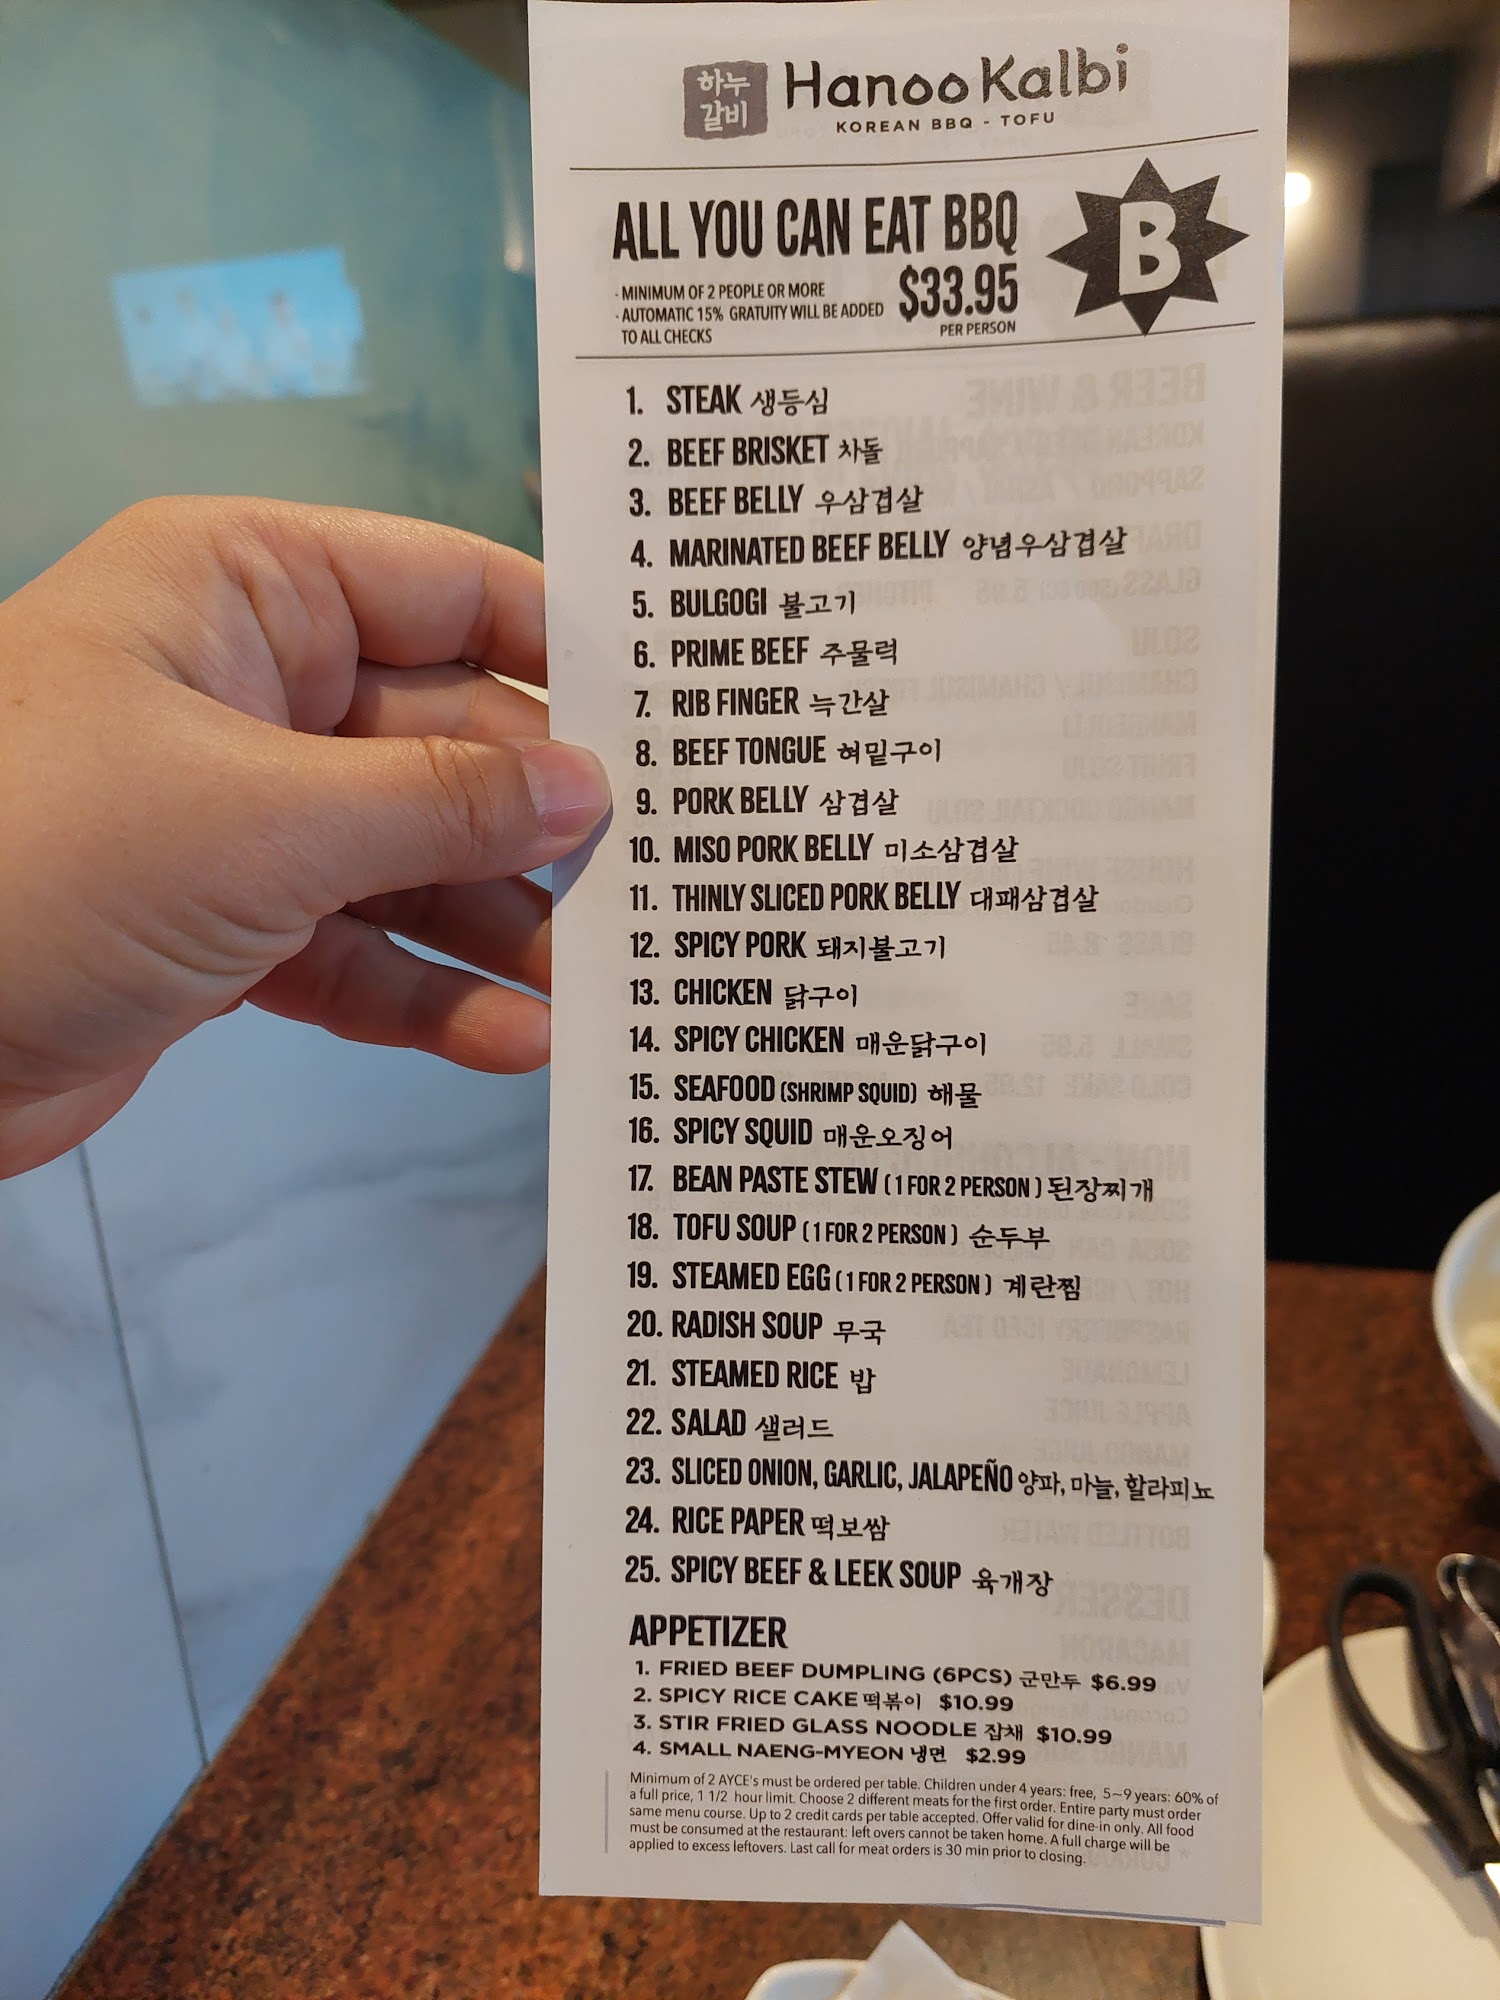 하누
갈비
Hanoo Kalbi
KOREAN BBQ - TOFU
ALL YOU CAN EAT BBQ
B
· MINIMUM OF 2 PEOPLE OR MORE
· AUTOMATIC 15% GRATUITY WILL BE ADDED
TO ALL CHECKS
$33.95
PER PERSON
1. STEAK 생등심
2. BEEF BRISKET 차돌
3. BEEF BELLY 우삼겹살
4. MARINATED BEEF BELLY 양념우삼겹살
5. BULGOGI 불고기
6. PRIME BEEF 주물럭
7. RIB FINGER 늑간살
8. BEEF TONGUE 혀밑구이
9. PORK BELLY 삼겹살
10. MISO PORK BELLY 미소삼겹살
11. THINLY SLICED PORK BELLY 대패삼겹살
12. SPICY PORK 돼지불고기
13. CHICKEN 닭구이
14. SPICY CHICKEN 매운닭구이
15. SEAFOOD (SHRIMP SQUID) 해물
16. SPICY SQUID 매운오징어
17. BEAN PASTE STEW ( 1 FOR 2 PERSON ) 된장찌개
18. TOFU SOUP ( 1 FOR 2 PERSON ) 순두부
19. STEAMED EGG ( 1 FOR 2 PERSON ) 계란찜
20. RADISH SOUP 무국
21. STEAMED RICE 밥
22. SALAD 샐러드
23. SLICED ONION, GARLIC, JALAPEÑO 양파, 마늘, 할라피뇨
24. RICE PAPER 떡보쌈
25. SPICY BEEF & LEEK SOUP 육개장
APPETIZER
1. FRIED BEEF DUMPLING (6PCS) 군만두 $6.99
2. SPICY RICE CAKE 떡볶이 $10.99
3. STIR FRIED GLASS NOODLE 잡채 $10.99
4. SMALL NAENG-MYEON 냉면 $2.99
Minimum of 2 AYCE's must be ordered per table. Children under 4 years: free, 5~9 years: 60% of
a full price, 1 1/2 hour limit. Choose 2 different meats for the first order. Entire party must order
same menu course. Up to 2 credit cards per table accepted. Offer valid for dine-in only. All food
must be consumed at the restaurant: left overs cannot be taken home. A full charge will be
applied to excess leftovers. Last call for meat orders is 30 min prior to closing.